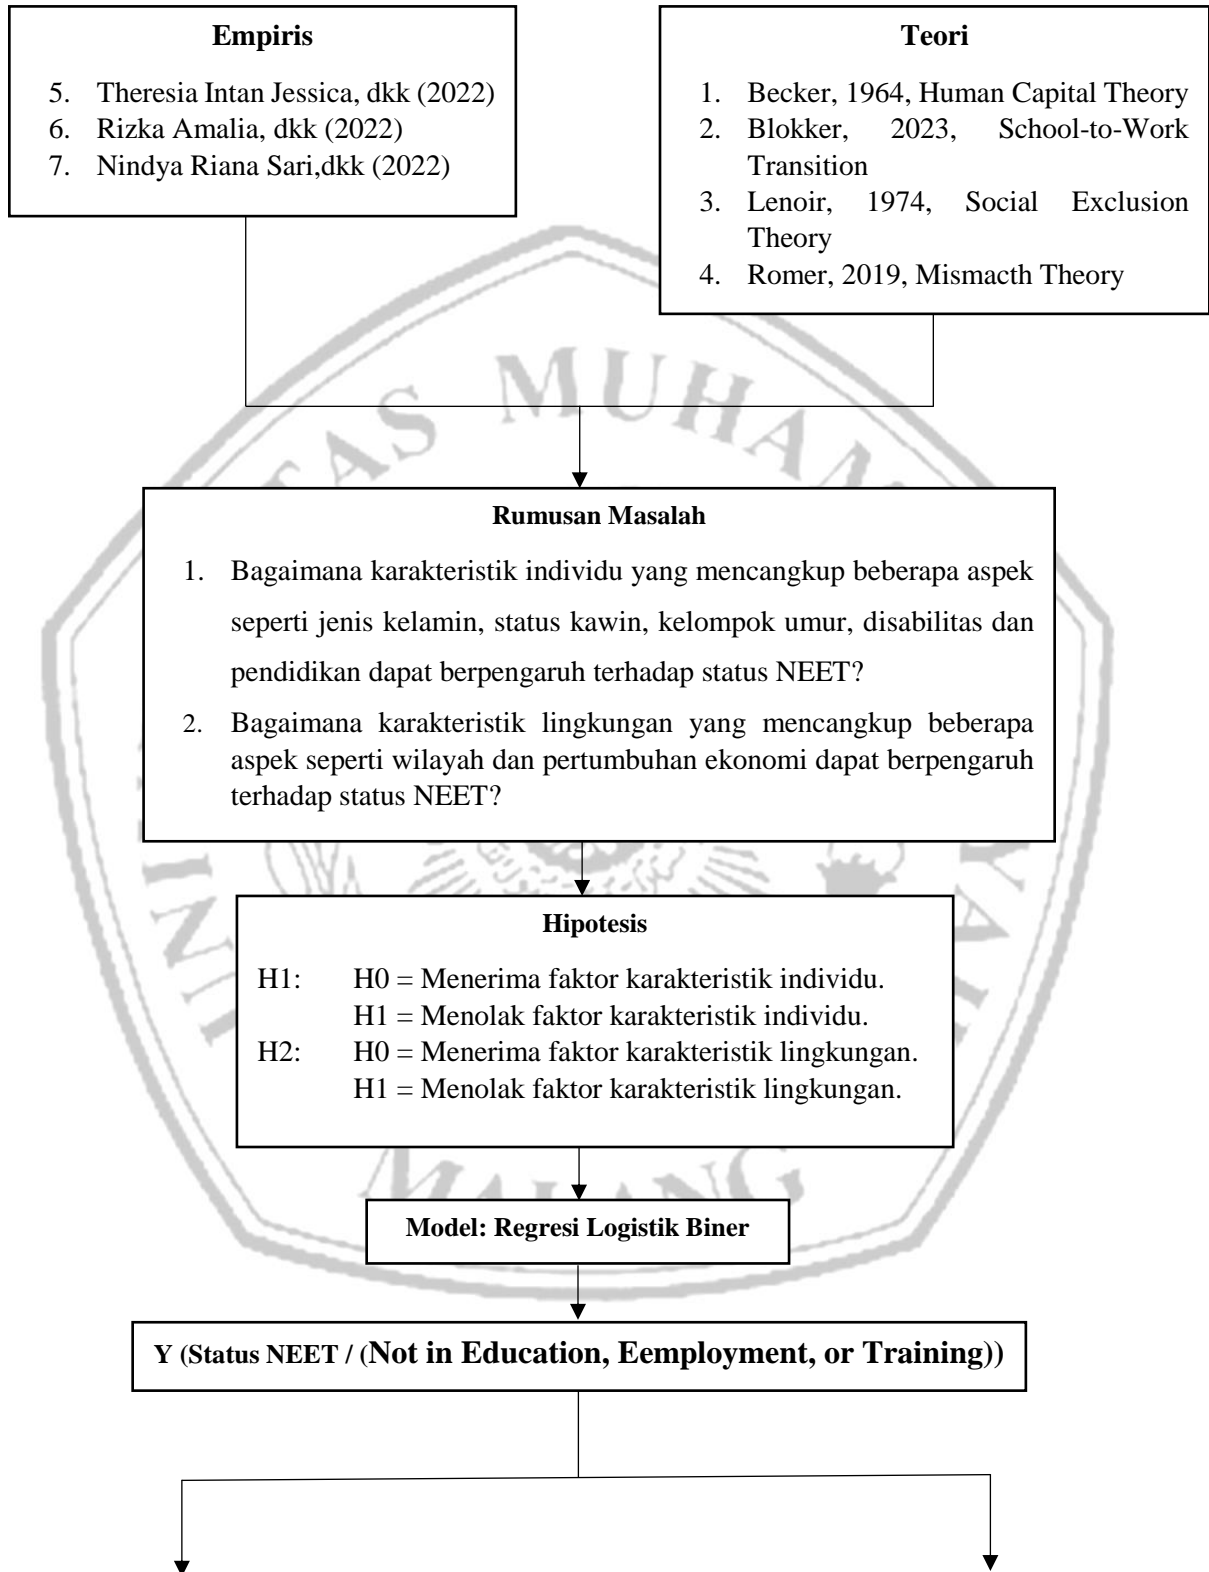 Empiris
5. Theresia Intan Jessica, dkk (2022)
6. Rizka Amalia, dkk (2022)
7. Nindya Riana Sari,dkk (2022)
Teori
1. Becker, 1964, Human Capital Theory
2. Blokker, 2023, School-to-Work
Transition
3. Lenoir, 1974, Social Exclusion
Theory
4. Romer, 2019, Mismacth Theory
Rumusan Masalah
1. Bagaimana karakteristik individu yang mencangkup beberapa aspek
seperti jenis kelamin, status kawin, kelompok umur, disabilitas dan
pendidikan dapat berpengaruh terhadap status NEET?
2. Bagaimana karakteristik lingkungan yang mencangkup beberapa
aspek seperti wilayah dan pertumbuhan ekonomi dapat berpengaruh
terhadap status NEET?
Hipotesis
H1: H0 = Menerima faktor karakteristik individu.
H1 = Menolak faktor karakteristik individu.
H2: H0 = Menerima faktor karakteristik lingkungan.
H1 = Menolak faktor karakteristik lingkungan.
MALANG
Model: Regresi Logistik Biner
Y (Status NEET / (Not in Education, Eemployment, or Training))